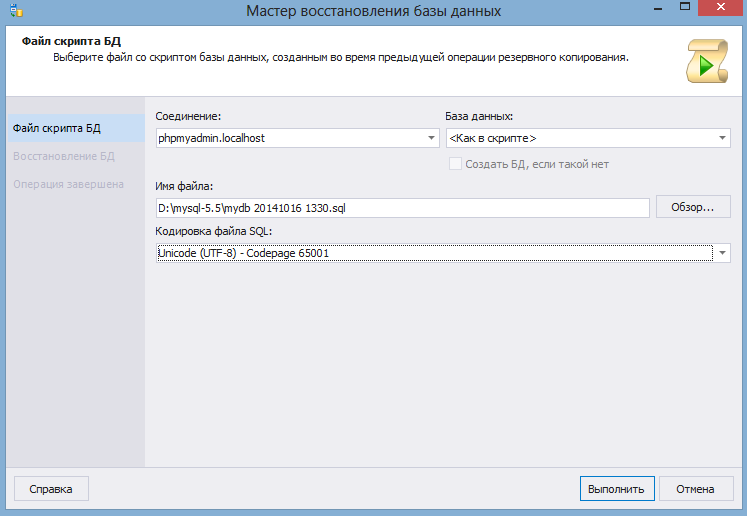 Мастер восстановления базы данных
Файл скрипта БД
Выберите файл со скриптом базы данных, созданным во время предыдущей операции резервного копирования.
Файл скрипта БД
Восстановление БД
Операция завершена
Соединение:
База данных:
phpmyadmin.localhost
<Как в скрипте>
Создать БД, если такой нет
Имя файла:
D:\mysql-5.5\mydb 20141016 1330.sql
Обзор...
Кодировка файла SQL:
Unicode (UTF-8) - Codepage 65001
Справка
Выполнить
Отмена